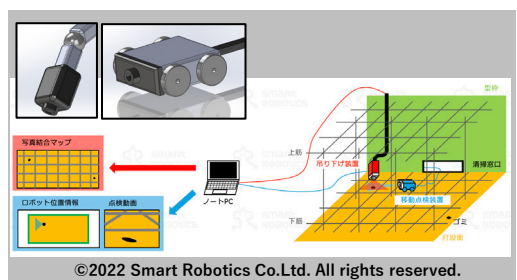 型枠
写真結合マップ
上筋
吊り下げ装置
清掃窓口
ノートPC
ロボット位置情報
点検動画
移動点検装置
下筋
ゴミ
打設面
©2022 Smart Robotics Co.Ltd. All rights reserved.